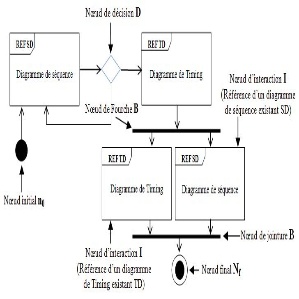 Nœud de décision D
REF SD
Diagramme de séquence
REF TD
Diagramme de Timing
Nœud d'interaction I
(Référence d'un diagramme
de séquence existant SD)
Nœud de Fourche B
REF TD
Diagramme de Timing
REF SD
Diagramme de séquence
Nœud initial n₀
Nœud d'interaction I
(Référence d'un diagramme
de Timing existant TD)
Nœud de jointure B
Nœud final Nf